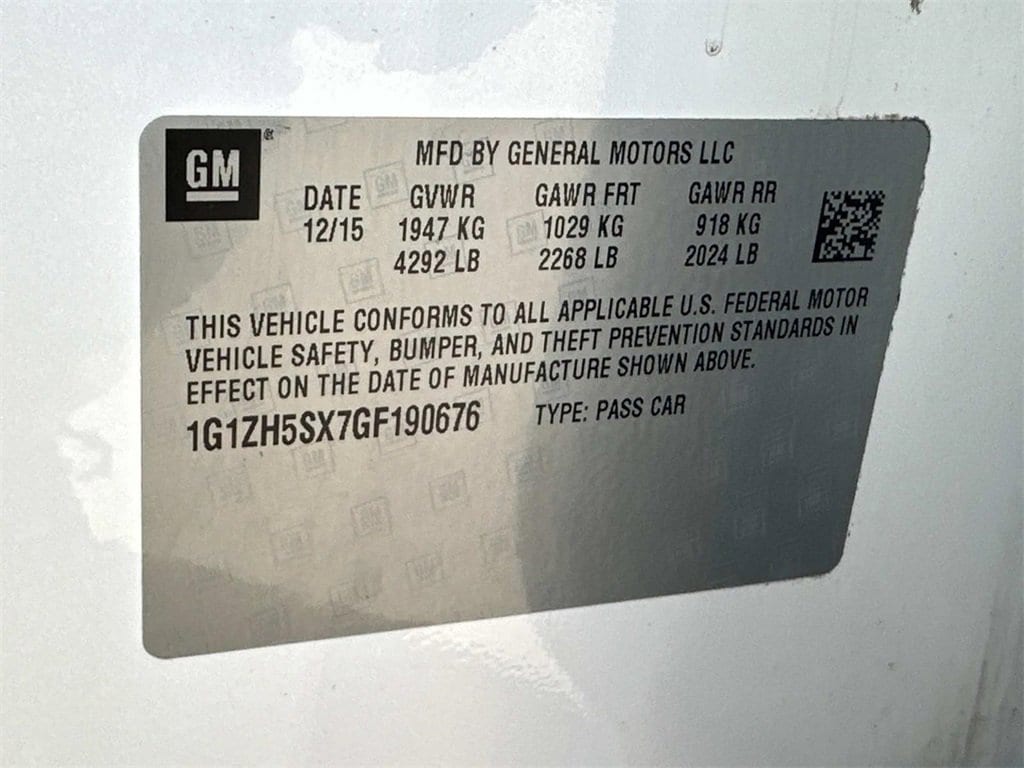 GM
MFD BY GENERAL MOTORS LLC
DATE GVWR GAWR FRT GAWR RR
12/15 1947 KG 1029 KG 918 KG
4292 LB 2268 LB 2024 LB
THIS VEHICLE CONFORMS TO ALL APPLICABLE U.S. FEDERAL MOTOR
VEHICLE SAFETY, BUMPER, AND THEFT PREVENTION STANDARDS IN
EFFECT ON THE DATE OF MANUFACTURE SHOWN ABOVE.
1G1ZH5SX7GF190676 TYPE: PASS CAR